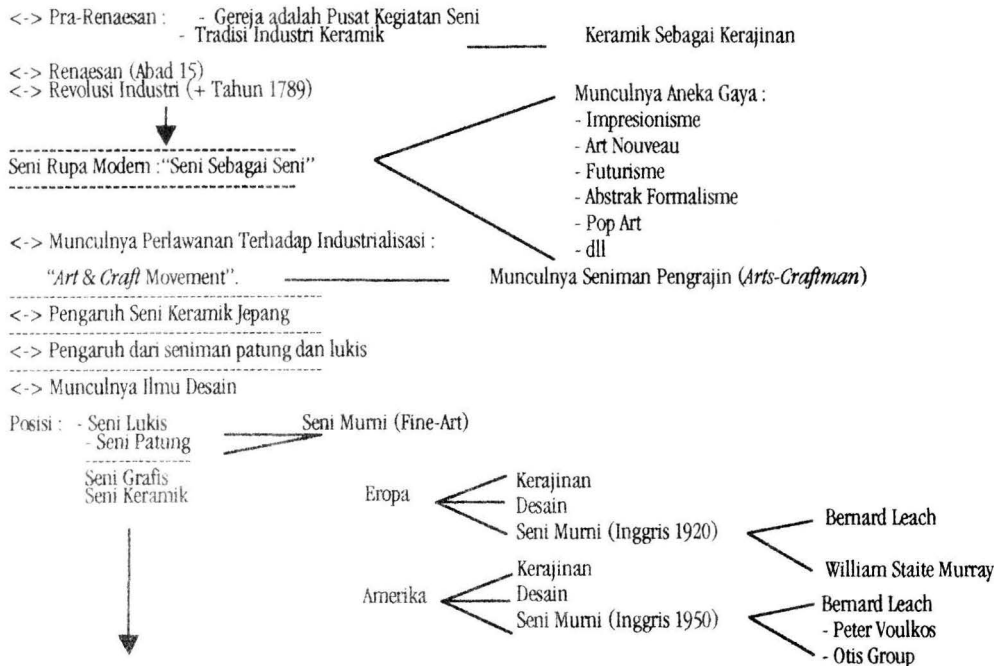 <-> Pra-Renaesan : - Gereja adalah Pusat Kegiatan Seni
- Tradisi Industri Keramik
Keramik Sebagai Kerajinan
<-> Renaesan (Abad 15)
<-> Revolusi Industri (+ Tahun 1789)
Seni Rupa Modern : "Seni Sebagai Seni"
Munculnya Aneka Gaya :
- Impresionisme
- Art Nouveau
- Futurisme
- Abstrak Formalisme
- Pop Art
- dll
<-> Munculnya Perlawanan Terhadap Industrialisasi :
"Art & Craft Movement".
Munculnya Seniman Pengrajin (Arts-Craftman)
<-> Pengaruh Seni Keramik Jepang
<-> Pengaruh dari seniman patung dan lukis
<-> Munculnya Ilmu Desain
Posisi : - Seni Lukis
- Seni Patung
Seni Murni (Fine-Art)
Seni Grafis
Seni Keramik
Eropa
Kerajinan
Desain
Seni Murni (Inggris 1920)
Bernard Leach
William Staite Murray
Amerika
Kerajinan
Desain
Seni Murni (Inggris 1950)
Bernard Leach
- Peter Voulkos
- Otis Group